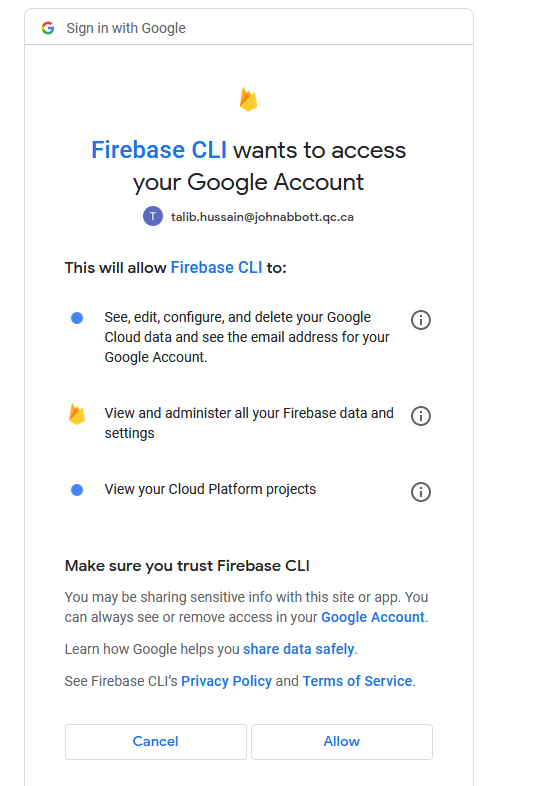 Sign in with Google
Firebase CLI wants to access
your Google Account
T talib.hussain@johnabbott.qc.ca
This will allow Firebase CLI to:
See, edit, configure, and delete your Google
Cloud data and see the email address for your
Google Account.
View and administer all your Firebase data and
settings
View your Cloud Platform projects
Make sure you trust Firebase CLI
You may be sharing sensitive info with this site or app. You
can always see or remove access in your Google Account.
Learn how Google helps you share data safely.
See Firebase CLI's Privacy Policy and Terms of Service.
Cancel
Allow